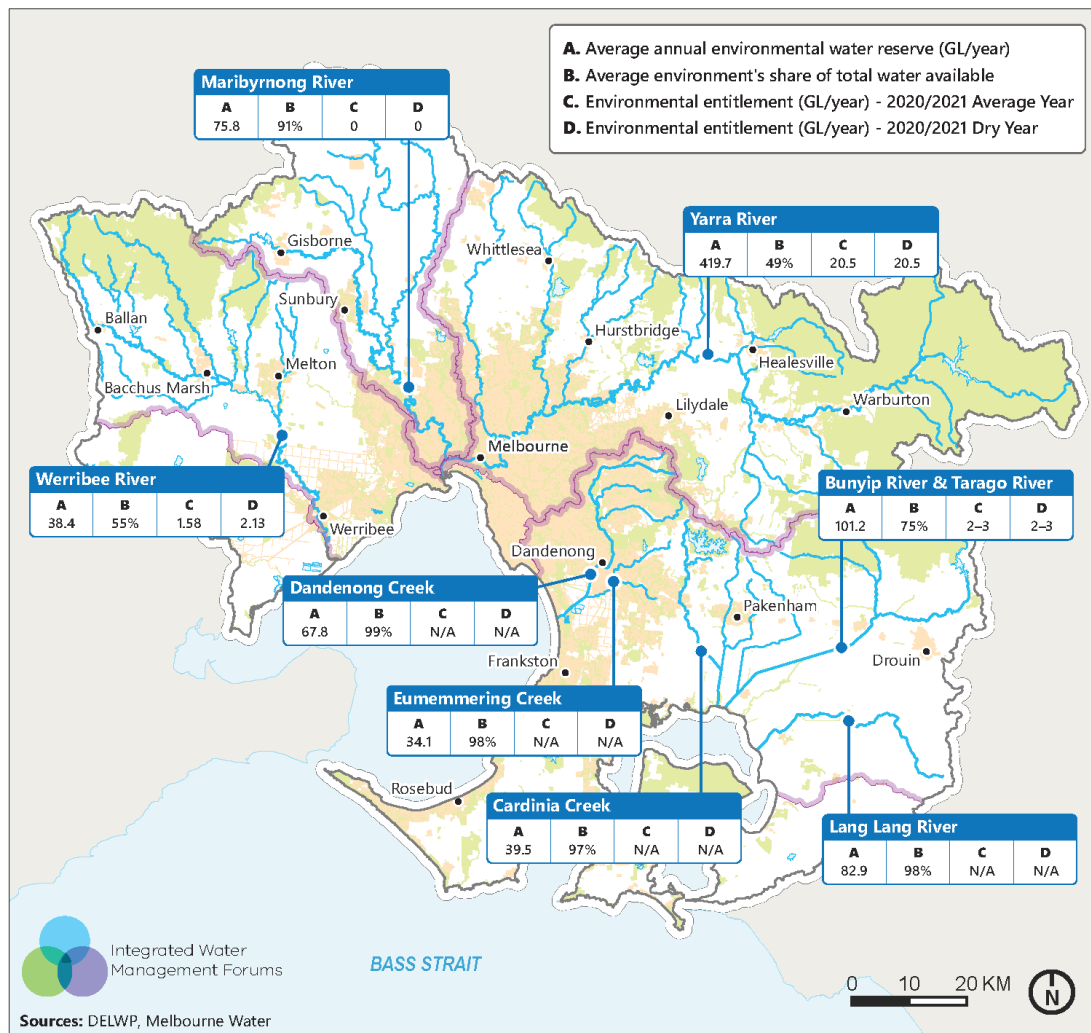 A. Average annual environmental water reserve (GL/year)
B. Average environment's share of total water available
C. Environmental entitlement (GL/year) - 2020/2021 Average Year
D. Environmental entitlement (GL/year) - 2020/2021 Dry Year
Maribyrnong River
A B C D
75.8 91% 0 0
Yarra River
A B C D
419.7 49% 20.5 20.5
Gisborne
Whittlesea
Sunbury
Ballan
Hurstbridge
Healesville
Bacchus Marsh
Melton
Lilydale
Warburton
Melbourne
Werribee River
A B C D
38.4 55% 1.58 2.13
Bunyip River & Tarago River
A B C D
101.2 75% 2–3 2–3
Werribee
Dandenong
Dandenong Creek
A B C D
67.8 99% N/A N/A
Pakenham
Drouin
Frankston
Eumemmering Creek
A B C D
34.1 98% N/A N/A
Rosebud
Cardinia Creek
A B C D
39.5 97% N/A N/A
Lang Lang River
A B C D
82.9 98% N/A N/A
Integrated Water
Management Forums
BASS STRAIT
0 10 20 KM
N
Sources: DELWP, Melbourne Water